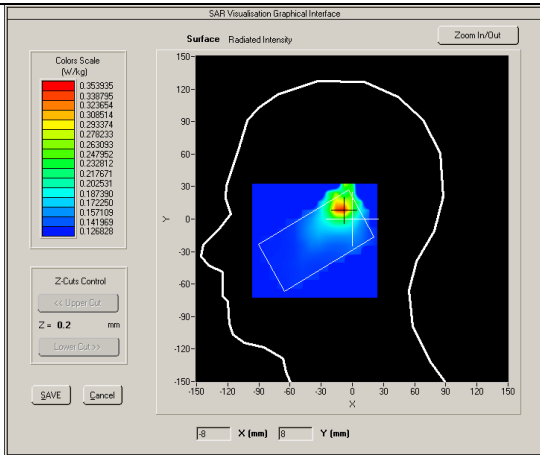 SAR Visualisation Graphical Interface
Surface Radiated Intensity
Zoom In/Out
Colors Scale
(W/kg)
0.353935
0.338795
0.323654
0.308514
0.293374
0.278233
0.263093
0.247952
0.232812
0.217671
0.202531
0.187390
0.172250
0.157109
0.141969
0.126828
Z-Cuts Control
<< Upper Cut
Z = 0.2 mm
Lower Cut >>
SAVE Cancel
150
120
90
60
30
0
-30
-60
-90
-120
-150
Y
-150 -120 -90 -60 -30 0 30 60 90 120 150
X
-8 X (mm) 8 Y (mm)